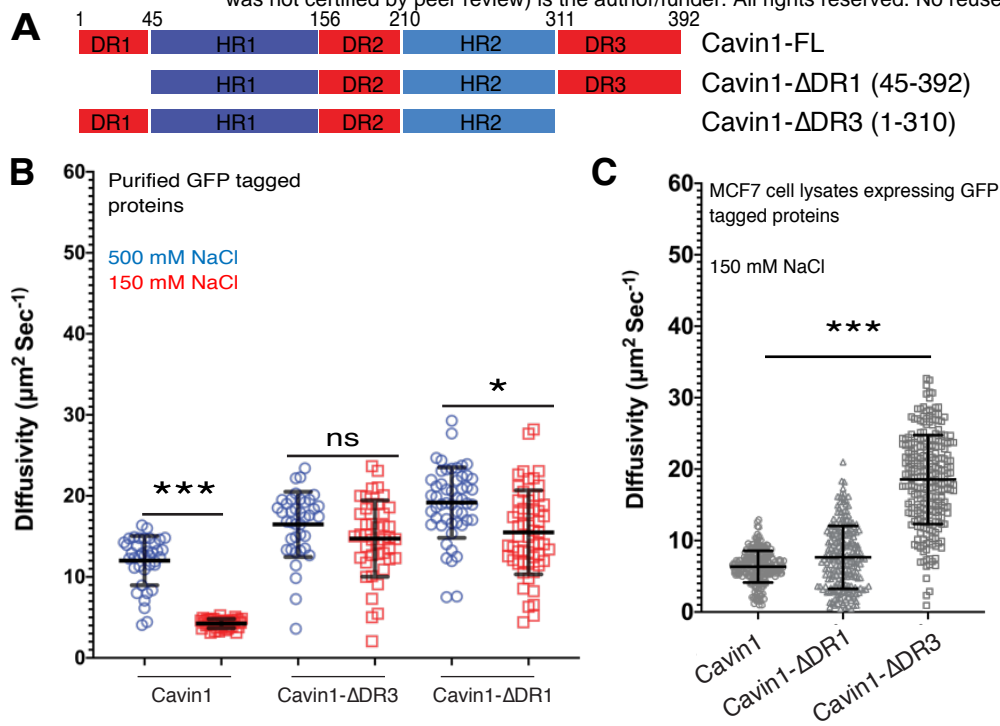 was not certified by peer review) is the author/funder. All rights reserved. No reuse
A
1 45 156 210 311 392
DR1 HR1 DR2 HR2 DR3 Cavin1-FL
HR1 DR2 HR2 DR3 Cavin1-ΔDR1 (45-392)
DR1 HR1 DR2 HR2 Cavin1-ΔDR3 (1-310)
B
Purified GFP tagged
proteins
500 mM NaCl
150 mM NaCl
DIffusivity (µm² Sec⁻¹)
60
50
40
30
20
10
0
***
ns
*
Cavin1 Cavin1-ΔDR3 Cavin1-ΔDR1
C
MCF7 cell lysates expressing GFP
tagged proteins
150 mM NaCl
DIffusivity (µm² Sec⁻¹)
60
50
40
30
20
10
0
***
Cavin1
Cavin1-ΔDR1
Cavin1-ΔDR3